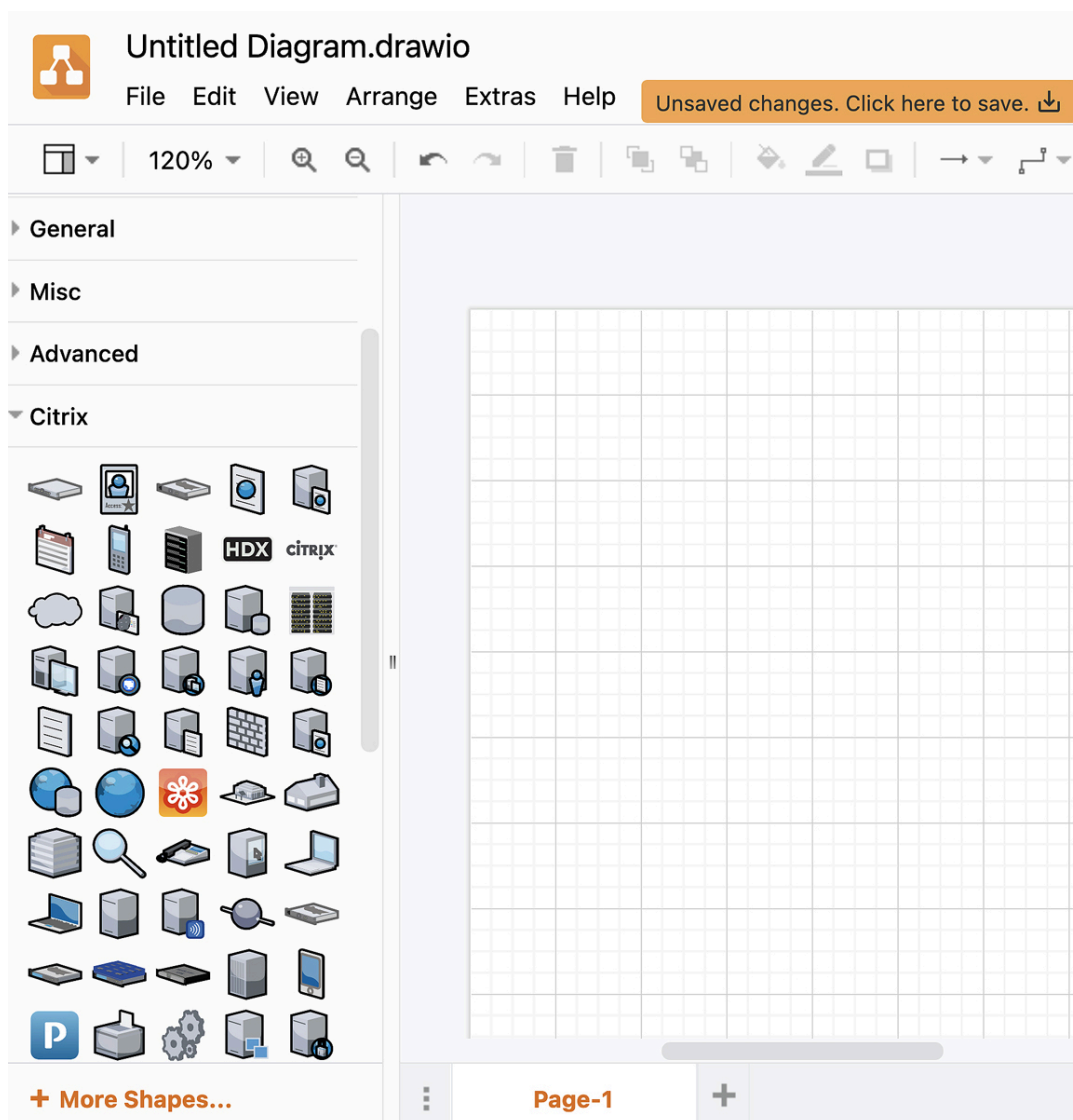 Untitled Diagram.drawio
File Edit View Arrange Extras Help
Unsaved changes. Click here to save.
120%
General
Misc
Advanced
Citrix
Access
HDX
CITRIX
P
+ More Shapes...
Page-1